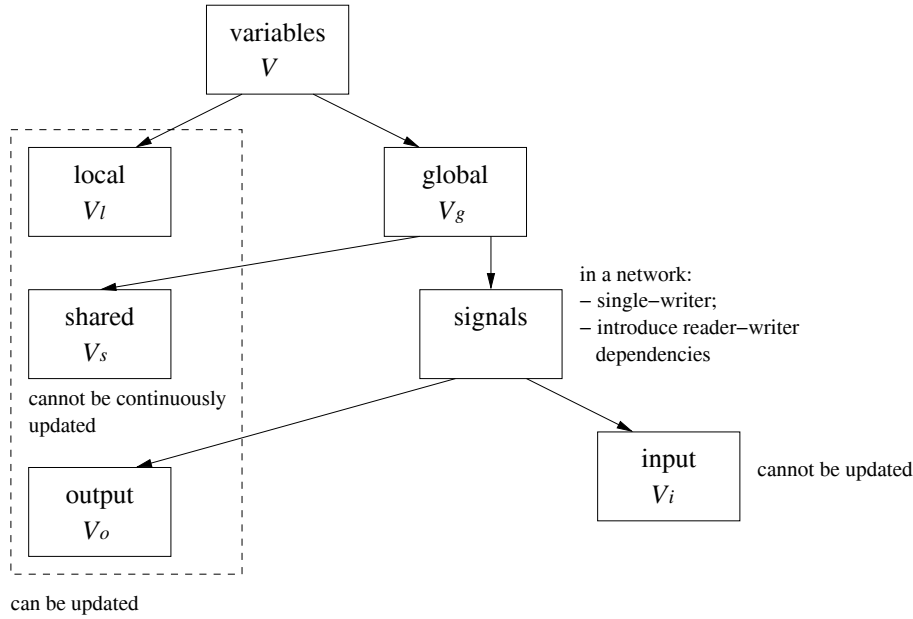 variables
V
local
Vl
global
Vg
shared
Vs
cannot be continuously
updated
signals
in a network:
− single−writer;
− introduce reader−writer
dependencies
output
Vo
input
Vi
cannot be updated
can be updated